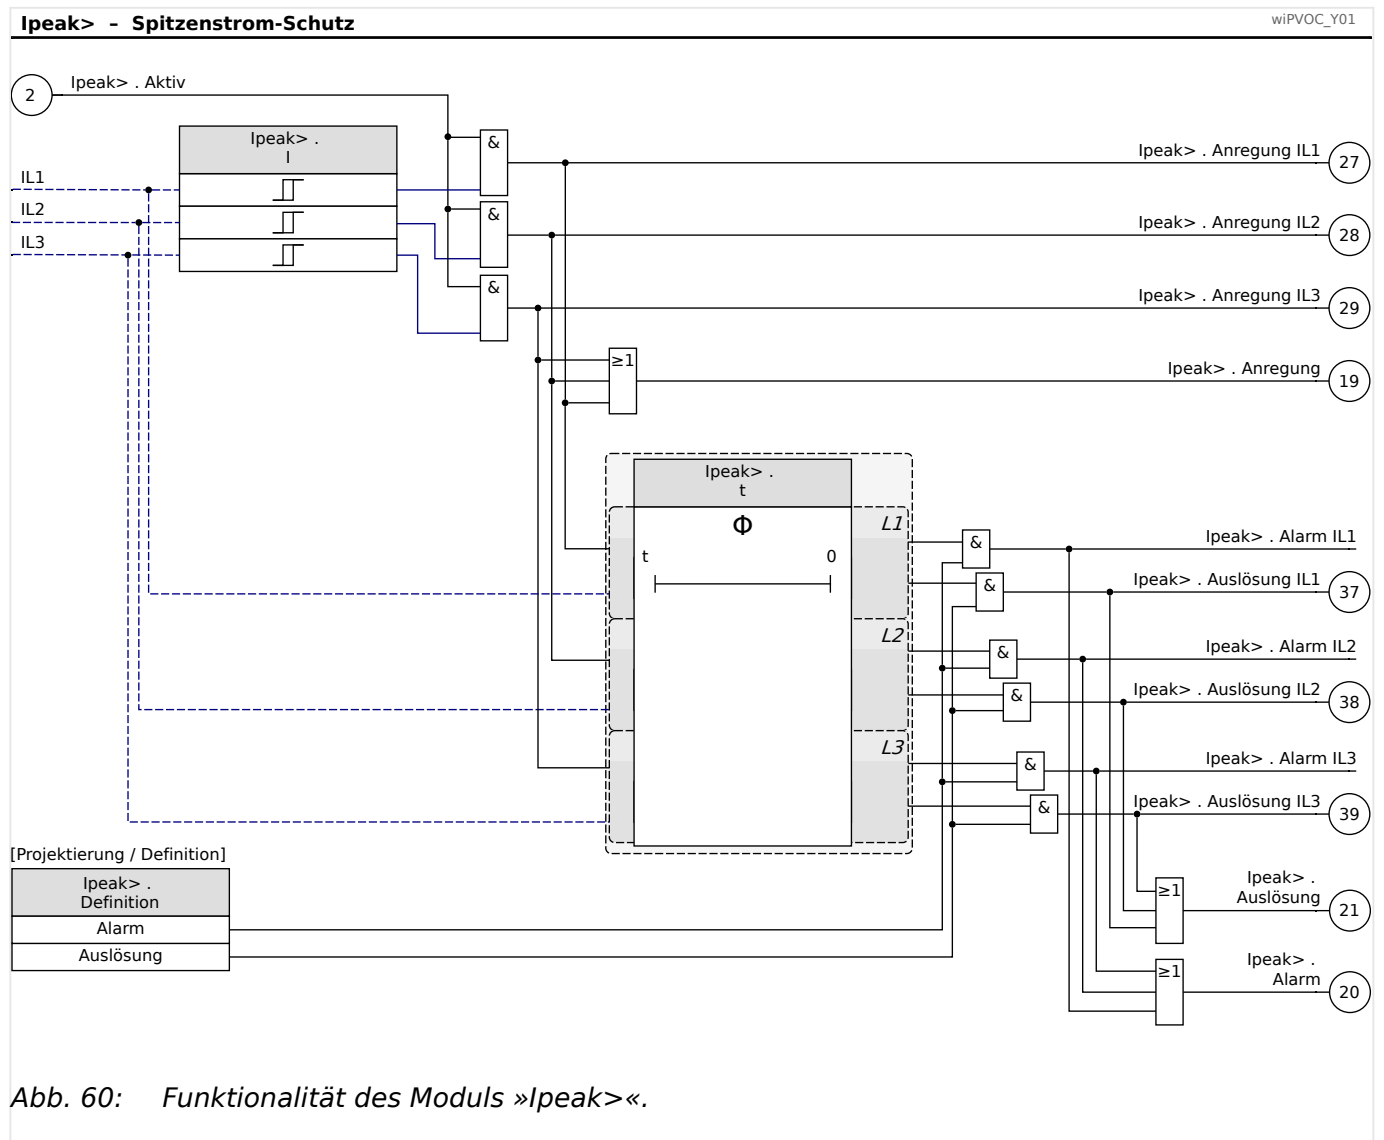 Ipeak> – Spitzenstrom-Schutz
wiPVOC_Y01
2
Ipeak> . Aktiv
Ipeak> .
I
IL1
IL2
IL3
&
&
&
Ipeak> . Anregung IL1
27
Ipeak> . Anregung IL2
28
Ipeak> . Anregung IL3
29
≥1
Ipeak> . Anregung
19
Ipeak> .
t
Φ
t 0
L1
L2
L3
&
Ipeak> . Alarm IL1
&
Ipeak> . Auslösung IL1
37
&
Ipeak> . Alarm IL2
&
Ipeak> . Auslösung IL2
38
&
Ipeak> . Alarm IL3
&
Ipeak> . Auslösung IL3
39
[Projektierung / Definition]
Ipeak> .
Definition
Alarm
Auslösung
≥1
Ipeak> .
Auslösung
21
≥1
Ipeak> .
Alarm
20
Abb. 60: Funktionalität des Moduls »Ipeak>«.